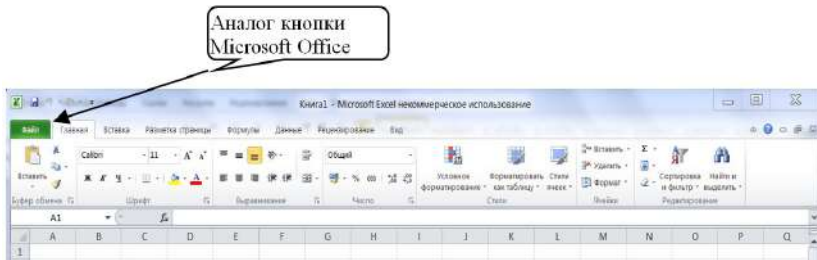 Аналог кнопки
Microsoft Office
Книга1 - Microsoft Excel некоммерческое использование
Файл Главная Вставка Разметка страницы Формулы Данные Рецензирование Вид
Calibri 11 Общий
Вставить Ж К Ч % 000 Условное форматирование Форматировать как таблицу Стили ячеек Вставить Удалить Формат Σ Сортировка и фильтр Найти и выделить
Буфер обмена Шрифт Выравнивание Число Стили Ячейки Редактирование
A1 fx
A B C D E F G H I J K L M N O P Q
1